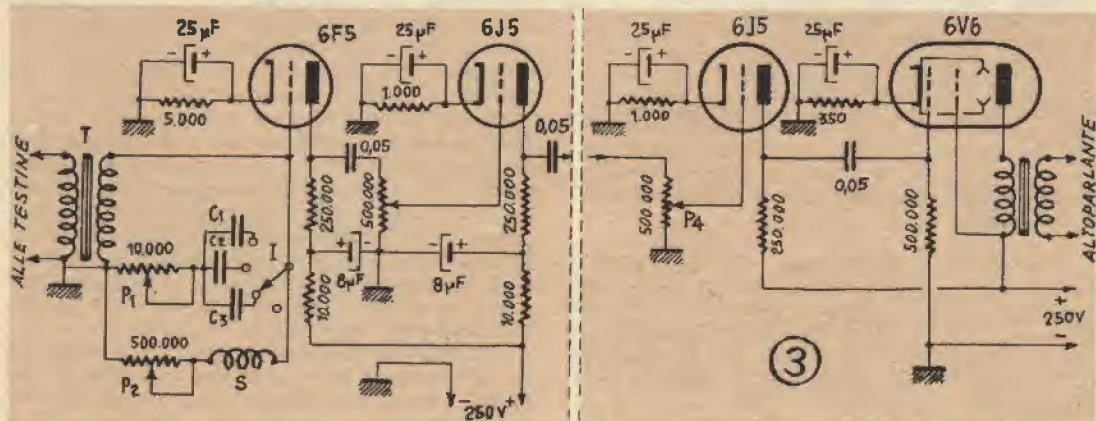 25µF
6F5
25µF
6J5
6J5
6V6
25µF
25µF
5.000
1.000
1.000
350
T
ALLE TESTINE
0,05
0,05
0,05
250.000
500.000
250.000
500.000
P4
250.000
500.000
ALTOPARLANTE
C1
C2
C3
I
10.000
P1
8µF
8µF
10.000
10.000
500.000
P2
S
- 250V +
+
250V
-
3